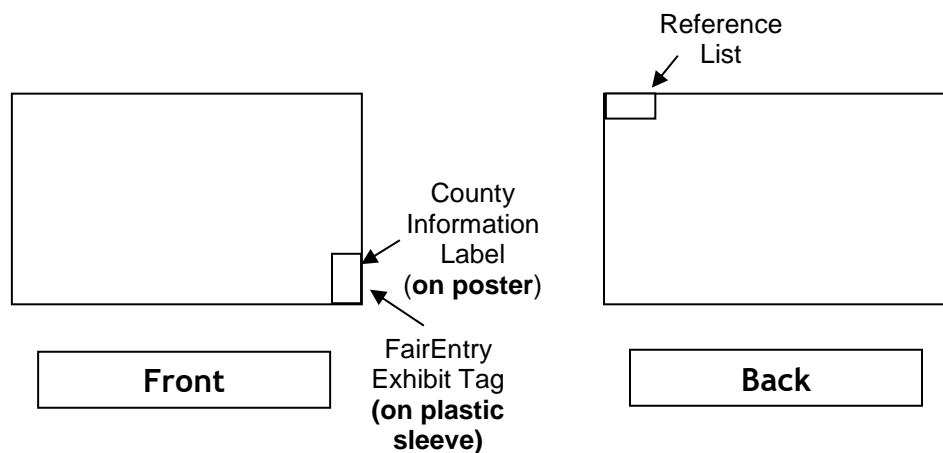 Reference
List
County
Information
Label
(on poster)
FairEntry
Exhibit Tag
(on plastic
sleeve)
Front
Back